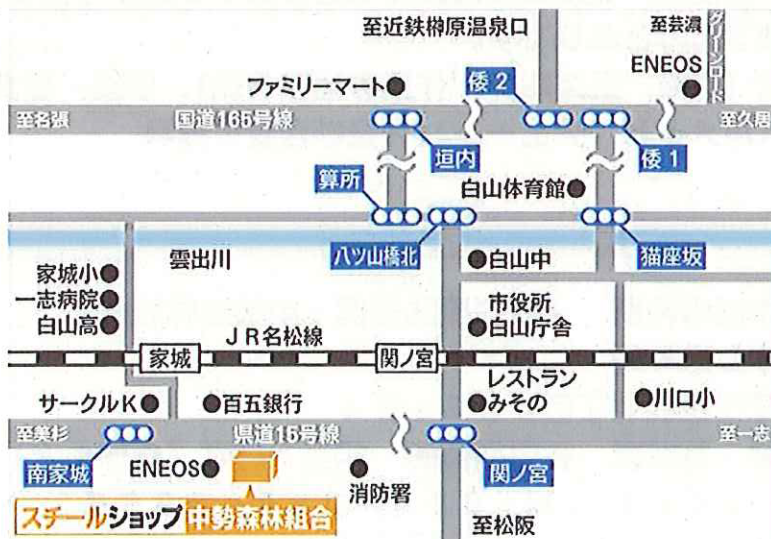 至近鉄榊原温泉口
至芸濃
グリーンロード
ENEOS
ファミリーマート
倭2
至名張
国道165号線
至久居
垣内
倭1
算所
白山体育館
雲出川
八ツ山橋北
白山中
猫座坂
家城小
一志病院
白山高
市役所
白山庁舎
JR名松線
家城
関ノ宮
サークルK
百五銀行
レストラン
みその
川口小
至美杉
県道15号線
至一志
南家城
ENEOS
消防署
関ノ宮
スチールショップ 中勢森林組合
至松阪